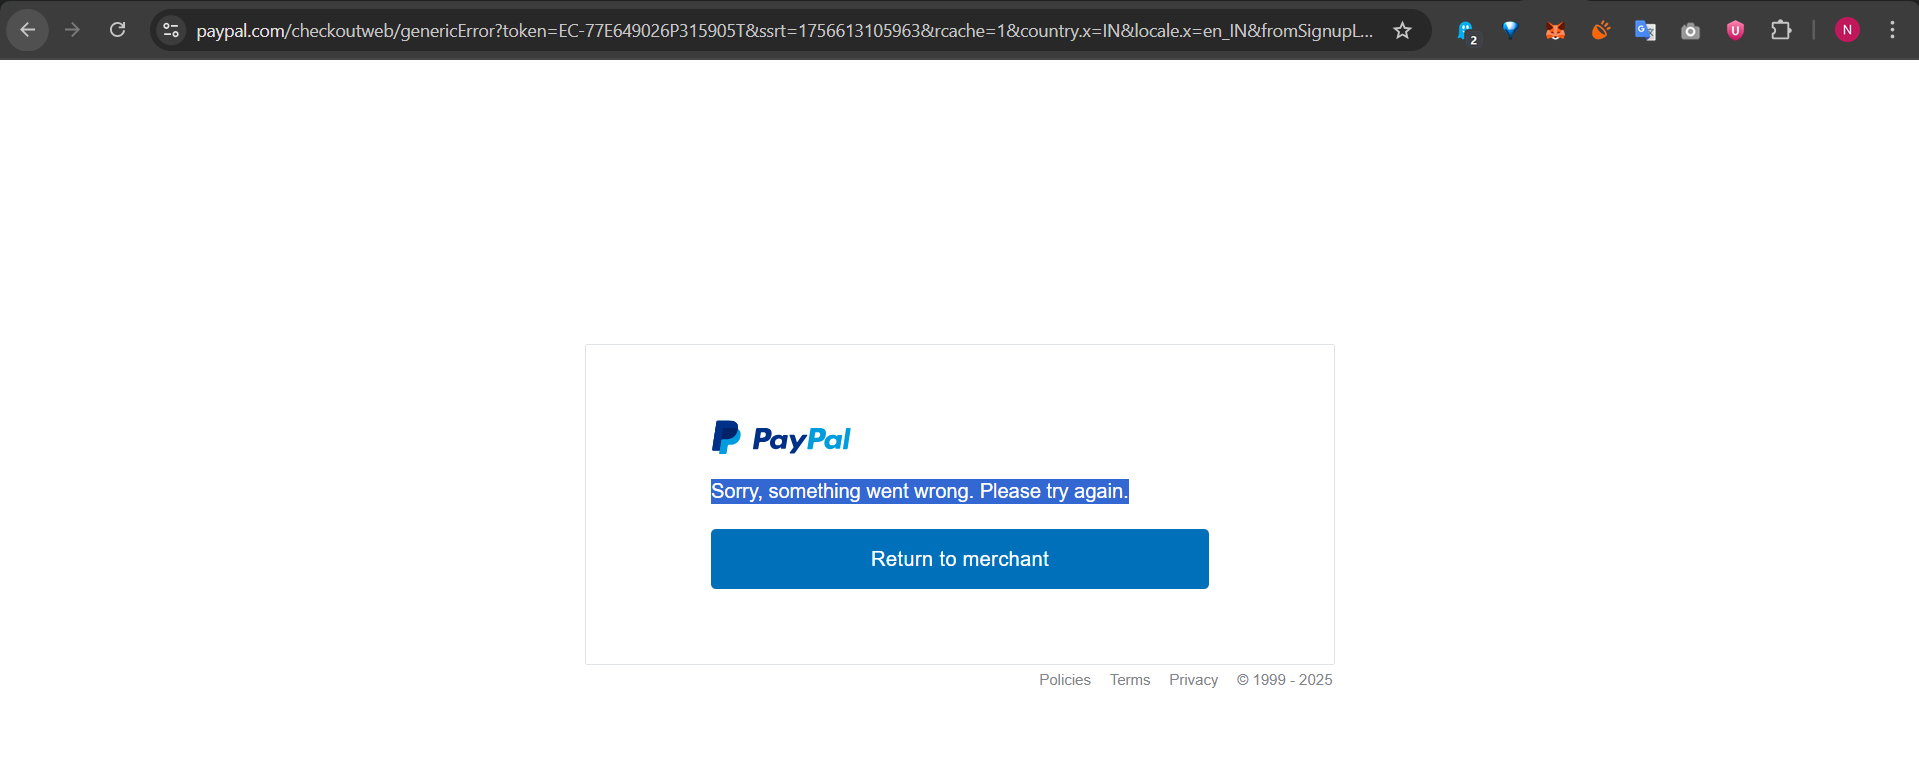 paypal.com/checkoutweb/genericError?token=EC-77E649026P315905T&ssrt=1756613105963&rcache=1&country.x=IN&locale.x=en_IN&fromSignupL...
2
U
N
PayPal
Sorry, something went wrong. Please try again.
Return to merchant
Policies Terms Privacy © 1999 - 2025